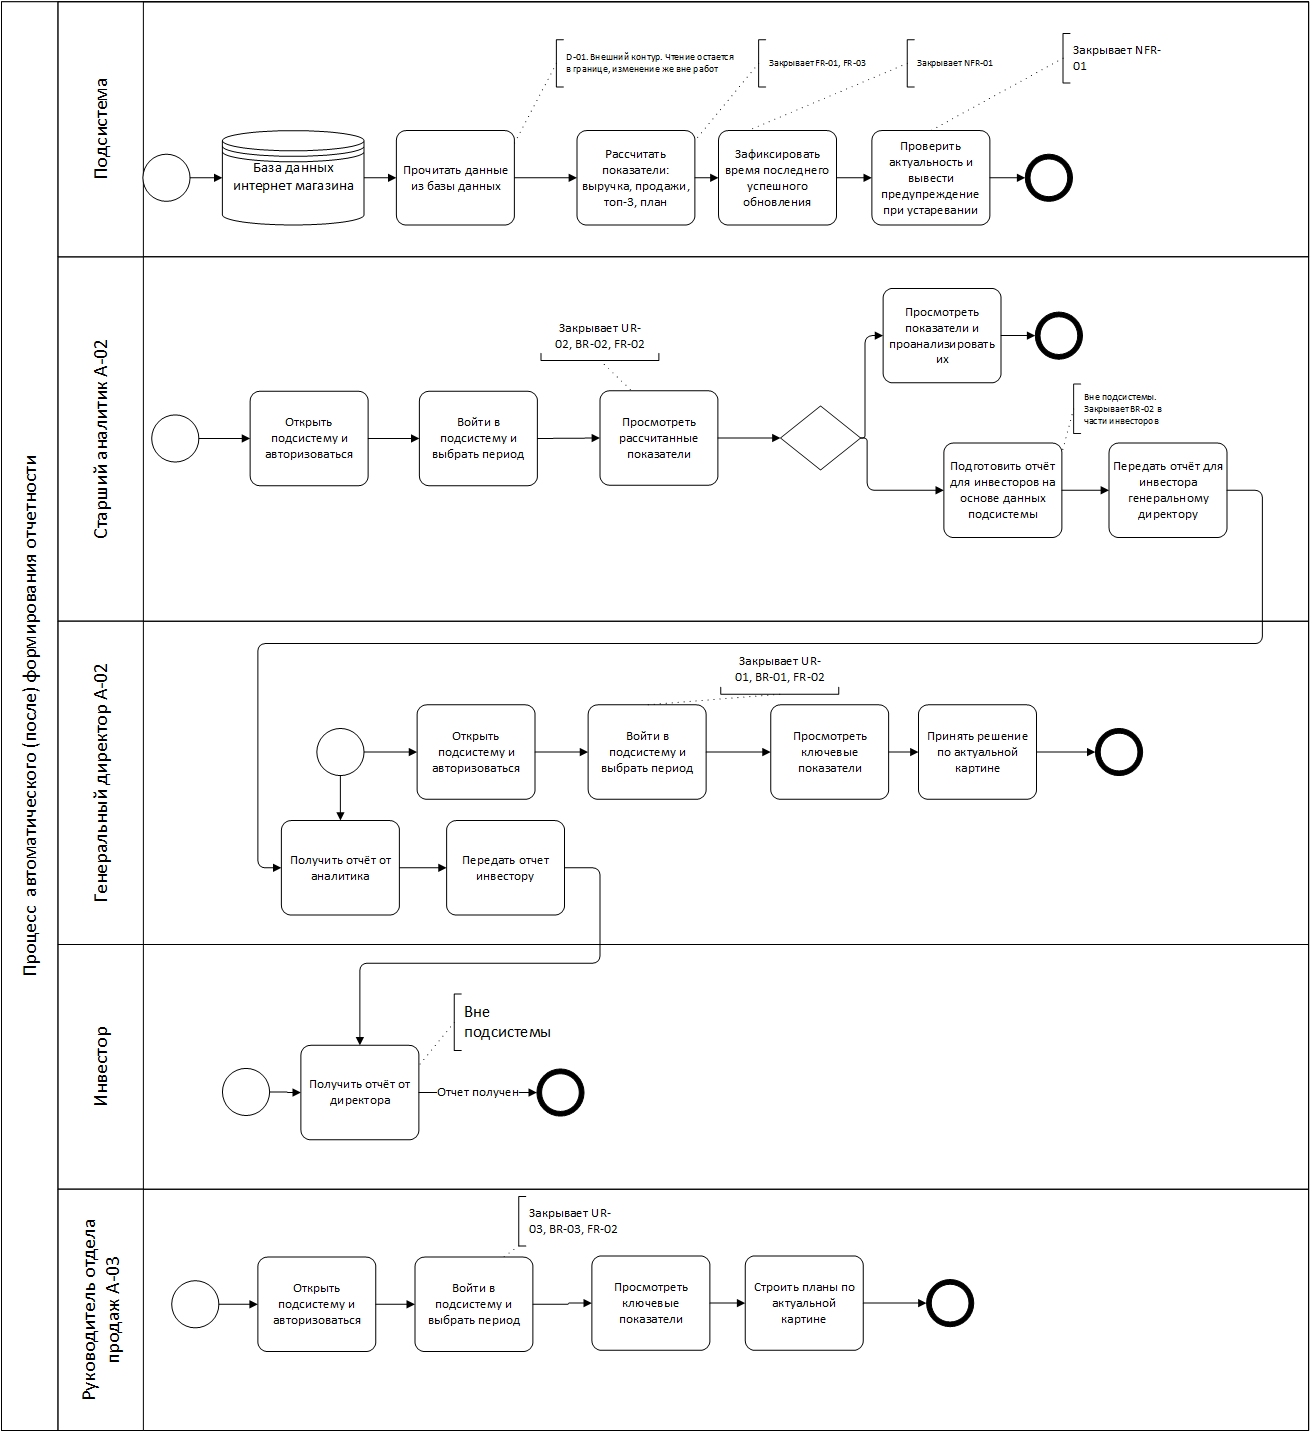 Процесс автоматического (после) формирования отчетности
Подсистема
D-01. Внешний контур. Чтение остается
в границе, изменение же вне работ
Закрывает FR-01, FR-03
Закрывает NFR-01
Закрывает NFR-
01
База данных
интернет магазина
Прочитать данные
из базы данных
Рассчитать
показатели:
выручка, продажи,
топ-3, план
Зафиксировать
время последнего
успешного
обновления
Проверить
актуальность и
вывести
предупреждение
при устаревании
Старший аналитик А-02
Закрывает UR-
02, BR-02, FR-02
Открыть
подсистему и
авторизоваться
Войти в
подсистему и
выбрать период
Просмотреть
рассчитанные
показатели
Просмотреть
показатели и
проанализировать
их
Вне подсистемы.
Закрывает BR-02 в
части инвесторов
Подготовить отчёт
для инвесторов на
основе данных
подсистемы
Передать отчёт для
инвестора
генеральному
директору
Генеральный директор А-02
Закрывает UR-
01, BR-01, FR-02
Открыть
подсистему и
авторизоваться
Войти в
подсистему и
выбрать период
Просмотреть
ключевые
показатели
Принять решение
по актуальной
картине
Получить отчёт от
аналитика
Передать отчет
инвестору
Инвестор
Вне
подсистемы
Получить отчёт от
директора
Отчет получен
Руководитель отдела
продаж А-03
Закрывает UR-
03, BR-03, FR-02
Открыть
подсистему и
авторизоваться
Войти в
подсистему и
выбрать период
Просмотреть
ключевые
показатели
Строить планы по
актуальной
картине